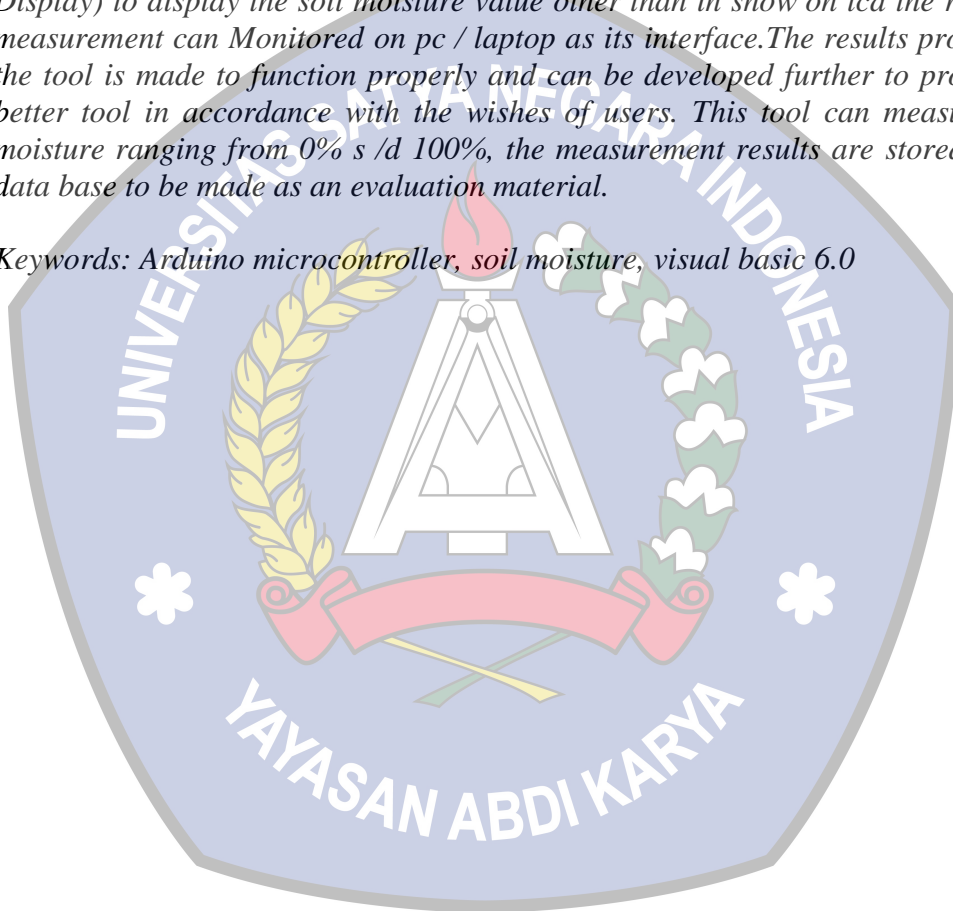 Display) to display the soil moisture value other than in show on lcd the
measurement can Monitored on pc / laptop as its interface.The results
the tool is made to function properly and can be developed further to
better tool in accordance with the wishes of users. This tool can
moisture ranging from 0% s /d 100%, the measurement results are
data base to be made as an evaluation material.
Keywords: Arduino microcontroller, soil moisture, visual basic 6.0
UNIVERSITAS SATYA NEGARA INDONESIA
YAYASAN ABDI KARYA